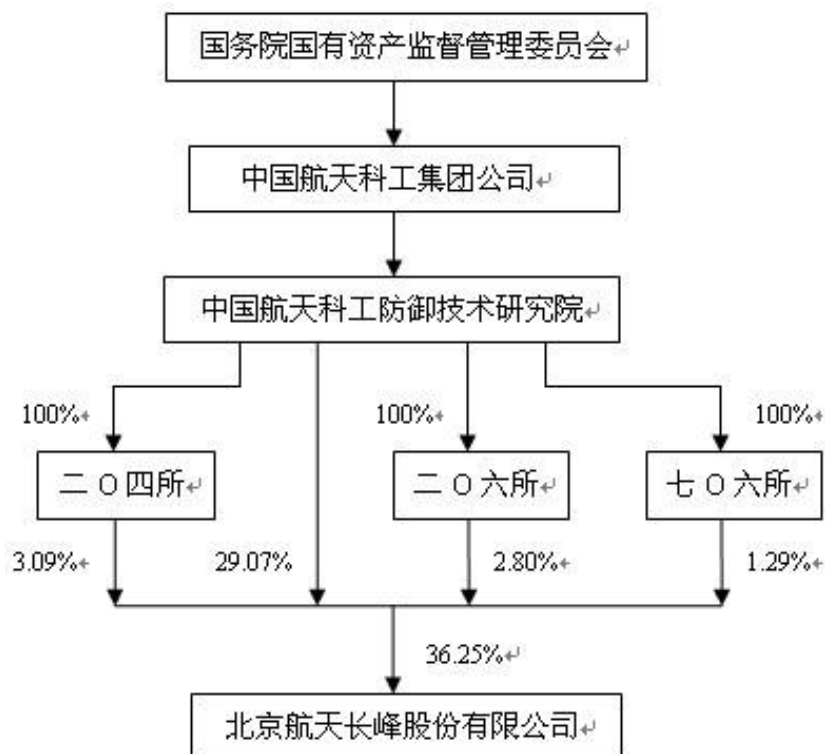 国务院国有资产监督管理委员会
中国航天科工集团公司
中国航天科工防御技术研究院
100% 100% 100%
二O四所 二O六所 七O六所
3.09% 29.07% 2.80% 1.29%
36.25%
北京航天长峰股份有限公司